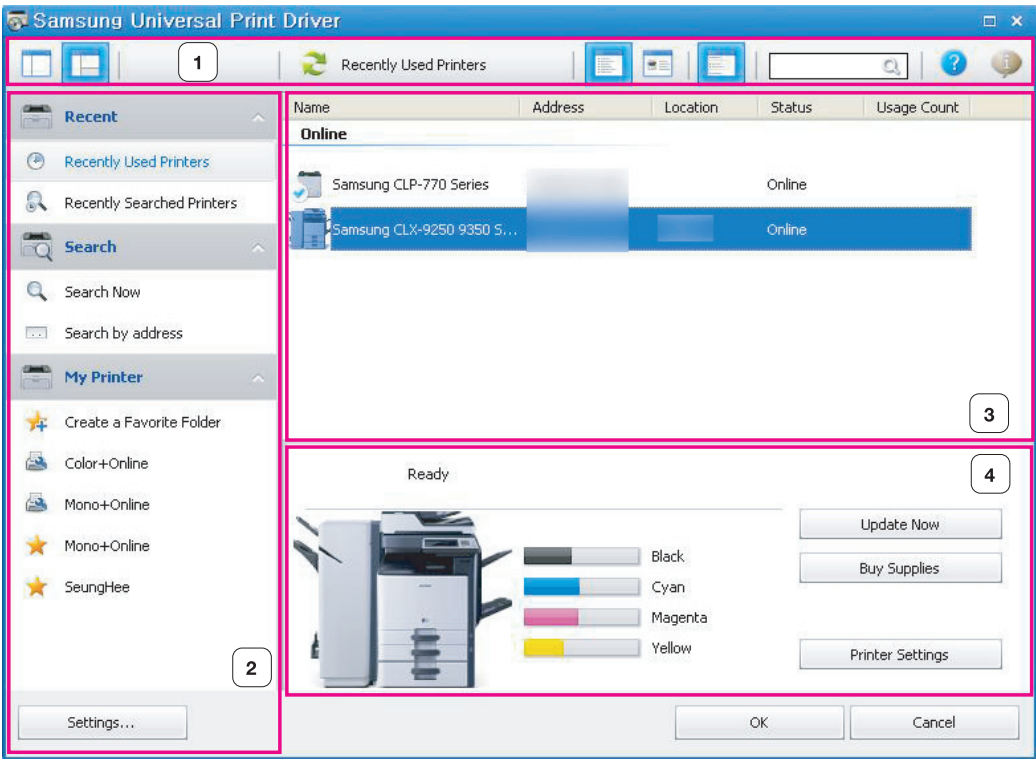 Samsung Universal Print Driver
1
Recently Used Printers
Recent
Recently Used Printers
Recently Searched Printers
Search
Search Now
Search by address
My Printer
Create a Favorite Folder
Color+Online
Mono+Online
Mono+Online
SeungHee
2
Settings...
Name Address Location Status Usage Count
Online
Samsung CLP-770 Series Online
Samsung CLX-9250 9350 S... Online
3
4
Ready
Black
Cyan
Magenta
Yellow
Update Now
Buy Supplies
Printer Settings
OK Cancel